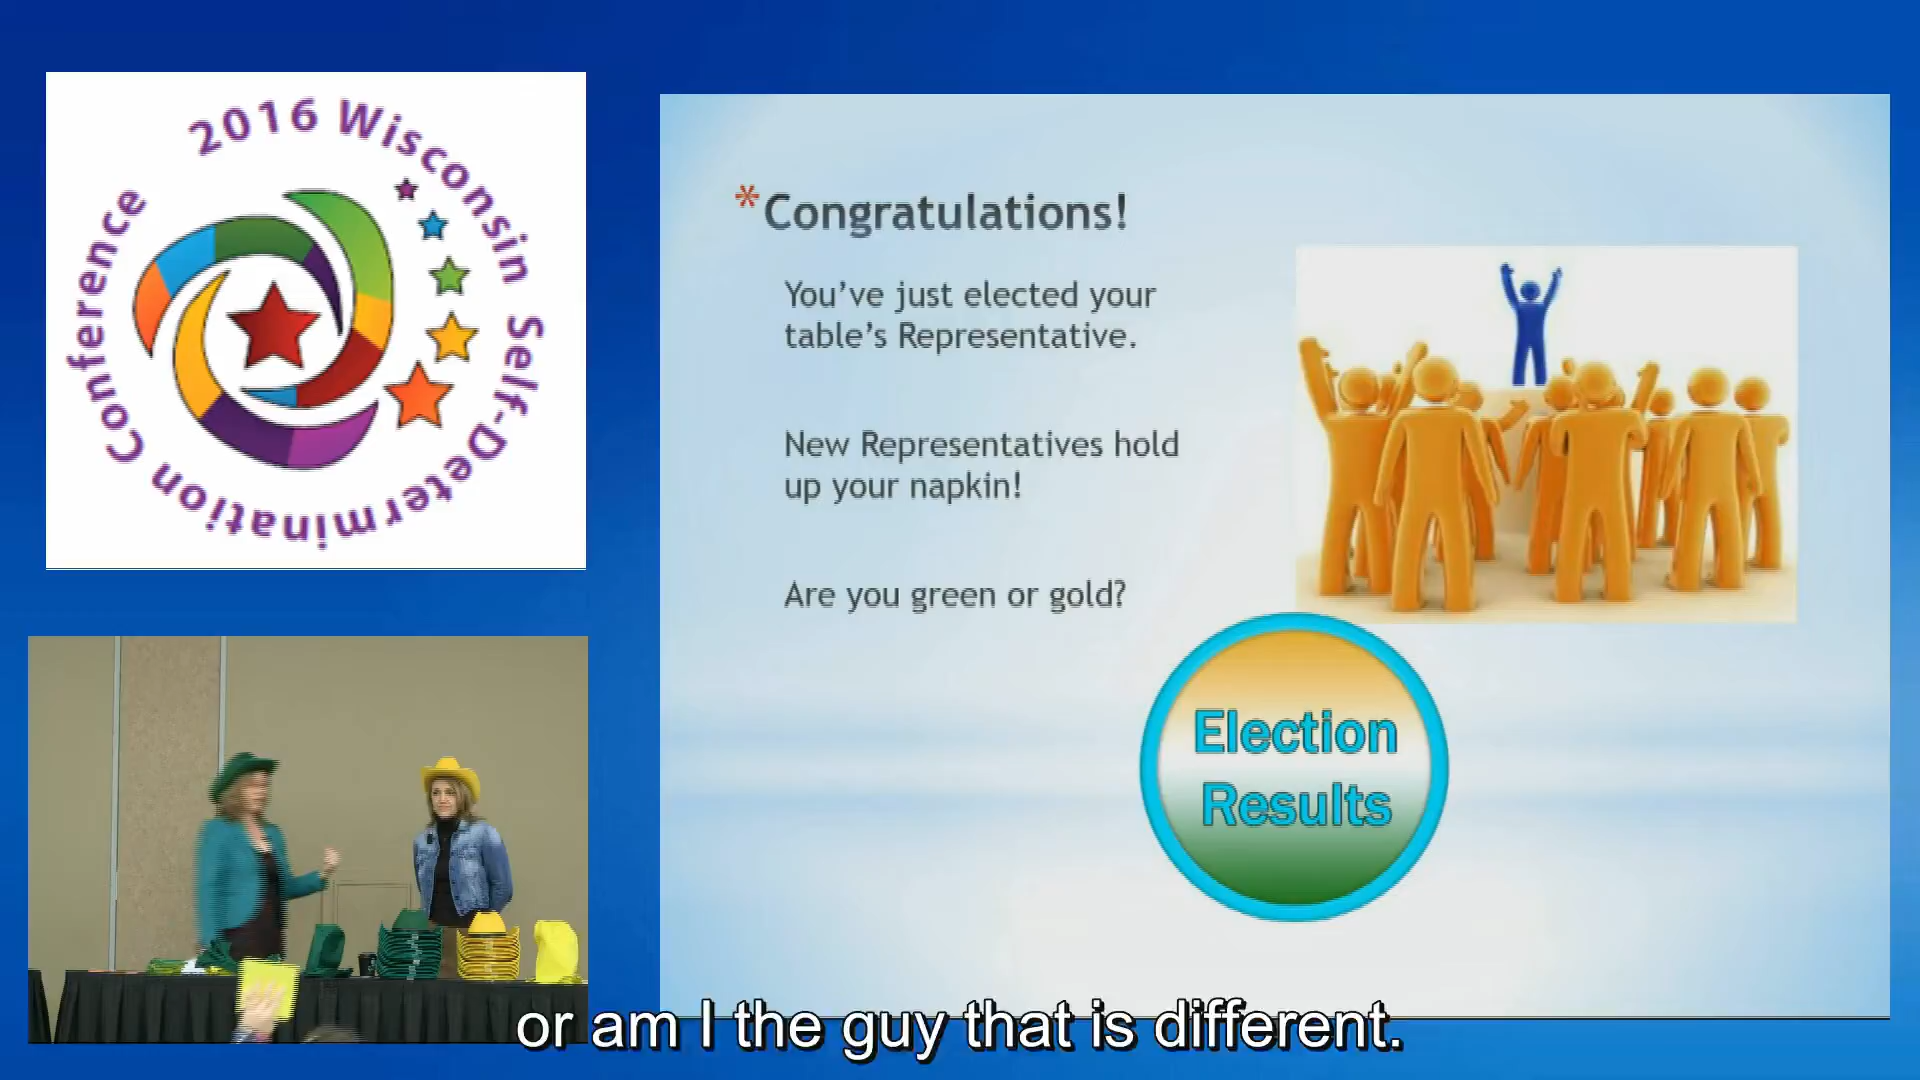 2016 Wisconsin Self-Determination Conference
*Congratulations!
You’ve just elected your
table’s Representative.
New Representatives hold
up your napkin!
Are you green or gold?
Election
Results
or am I the guy that is different.